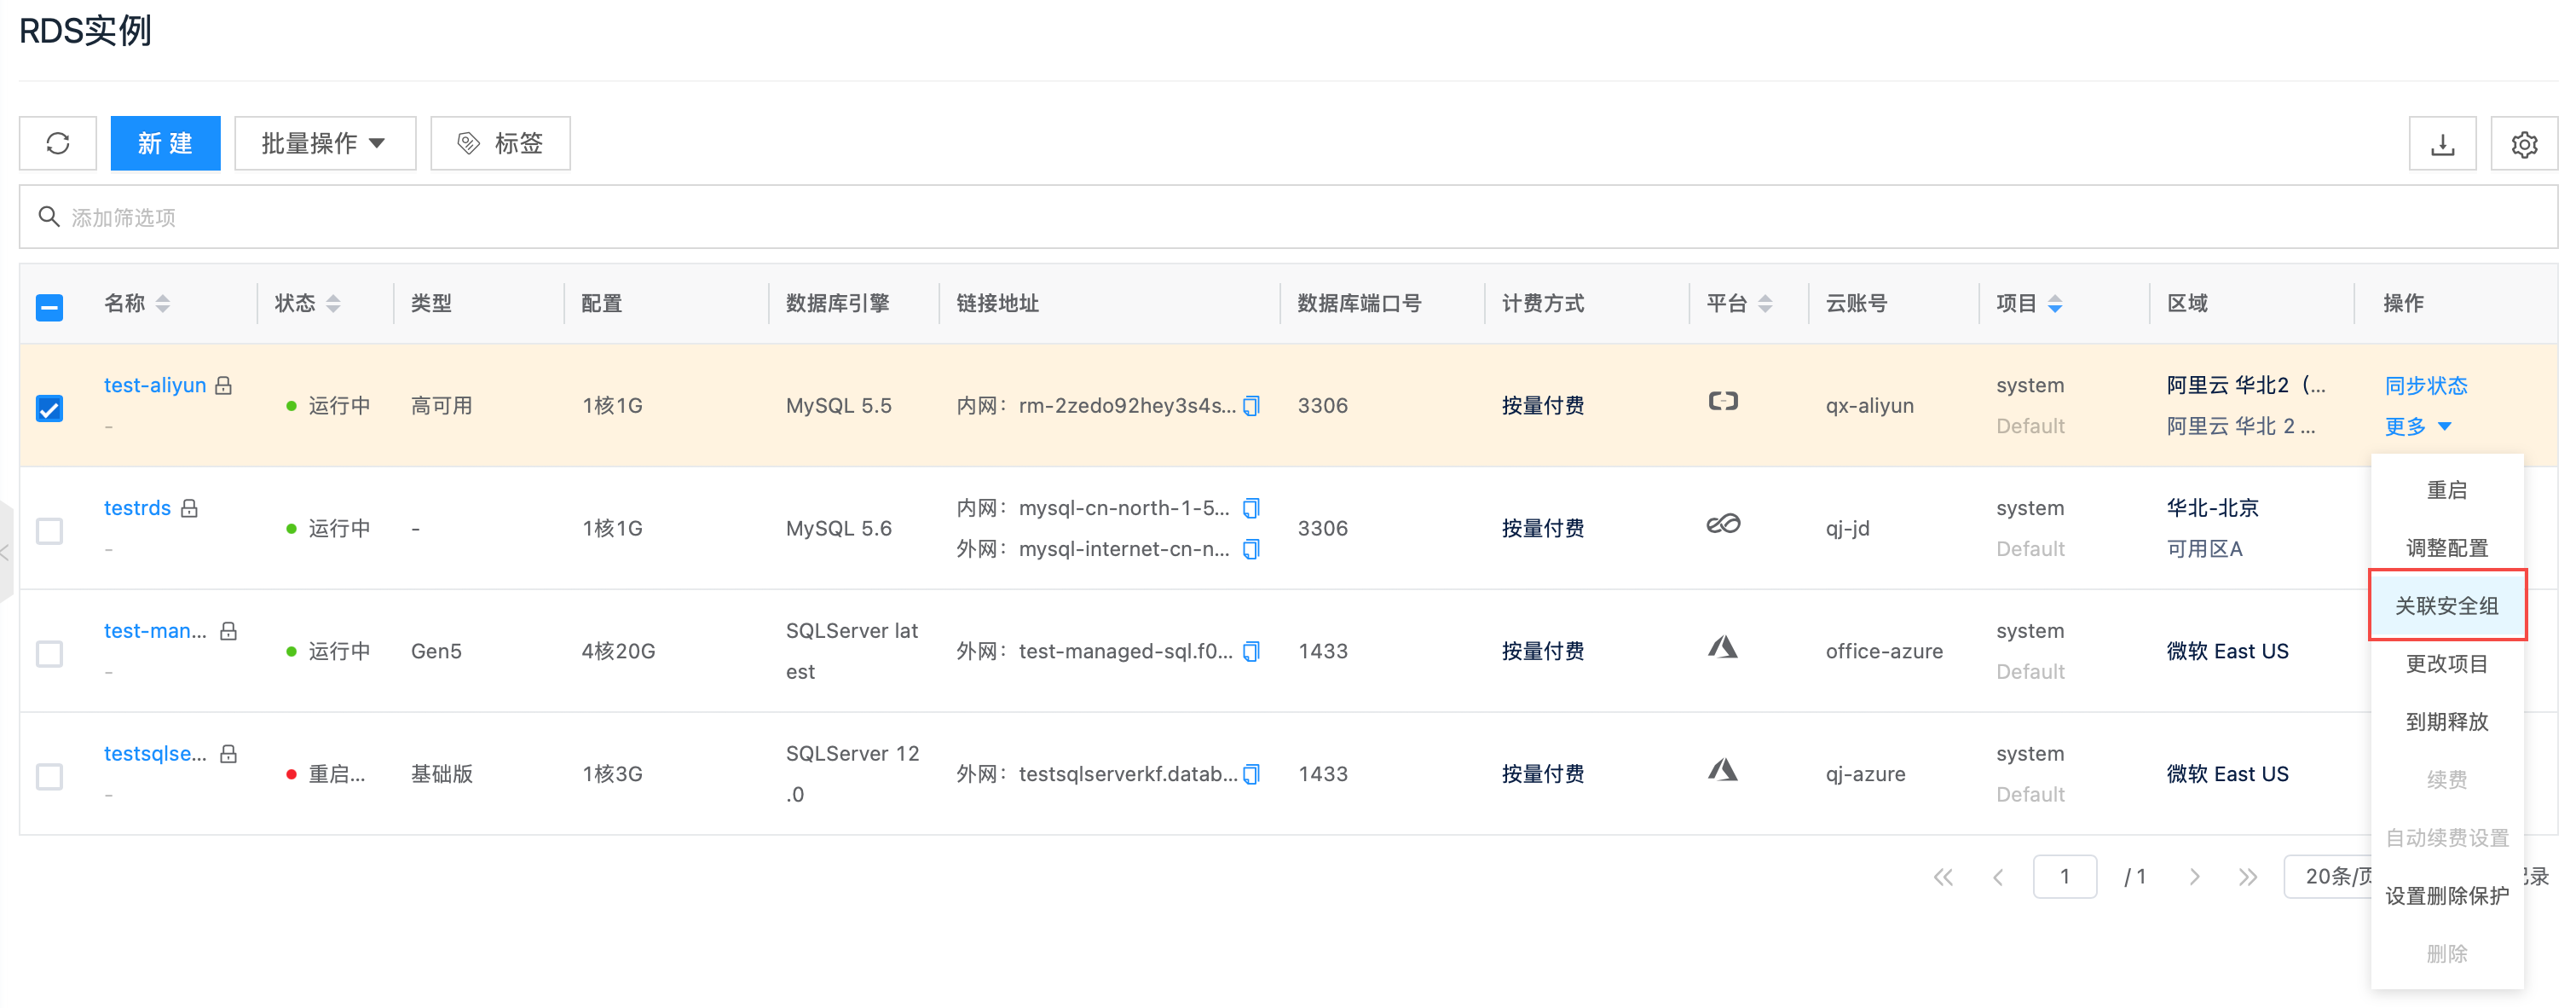 RDS实例
新 建
批量操作
标签
添加筛选项
名称 状态 类型 配置 数据库引擎 链接地址 数据库端口号 计费方式 平台 云账号 项目 区域 操作
test-aliyun
-
运行中 高可用 1核1G MySQL 5.5 内网：rm-2zedo92hey3s4s... 3306 按量付费 qx-aliyun
system
Default
阿里云 华北2（...
阿里云 华北 2 ...
同步状态
更多
testrds
-
运行中 - 1核1G MySQL 5.6
内网：mysql-cn-north-1-5...
外网：mysql-internet-cn-n...
3306 按量付费 qj-jd
system
Default
华北-北京
可用区A
test-man...
-
运行中 Gen5 4核20G
SQLServer lat
est
外网：test-managed-sql.f0... 1433 按量付费 office-azure
system
Default
微软 East US
testsqlse...
-
重启... 基础版 1核3G
SQLServer 12
.0
外网：testsqlserverkf.datab... 1433 按量付费 qj-azure
system
Default
微软 East US
重启
调整配置
关联安全组
更改项目
到期释放
续费
自动续费设置
设置删除保护
删除
1 / 1 20条/页 录